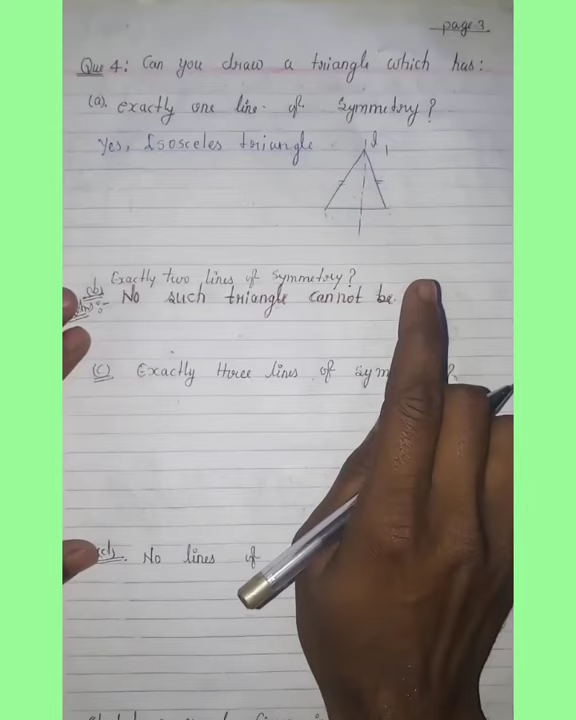 page 3
Que 4: Can you draw a triangle which has:
(a). exactly one line of symmetry?
Yes, Isosceles triangle
l1
(b) Exactly two lines of symmetry?
Ans:- No such triangle cannot be
(c) Exactly three lines of sym ?
(d). No lines of